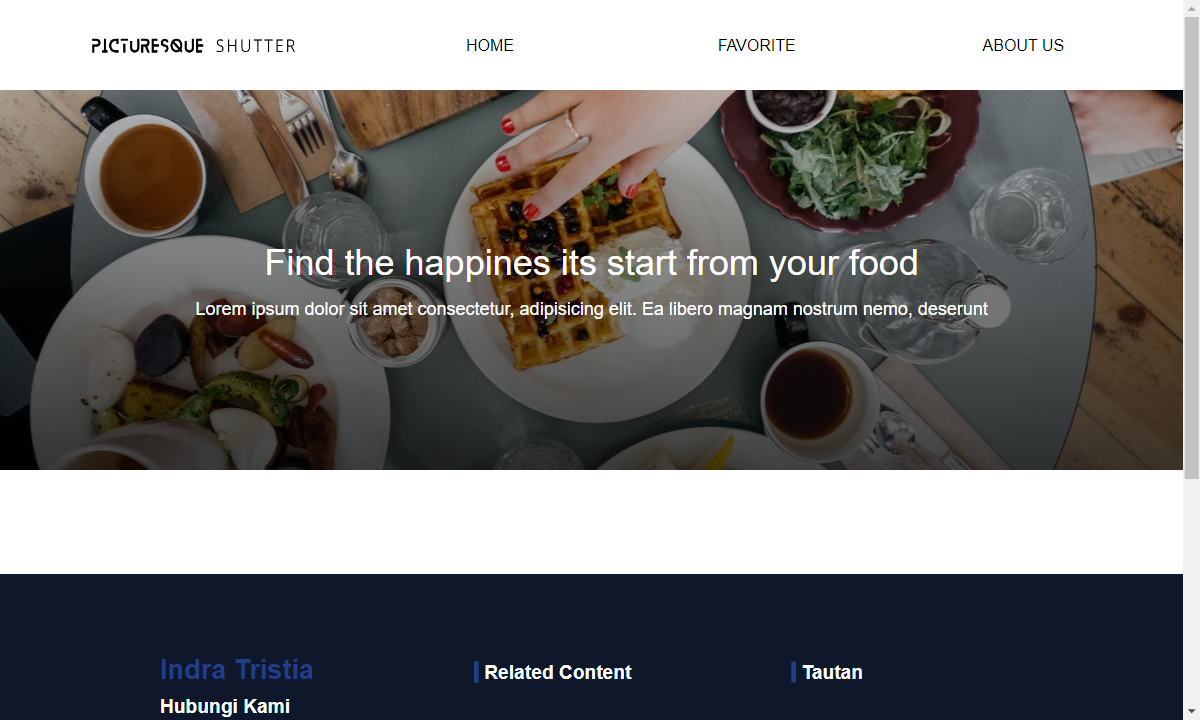 PICTURESQUE SHUTTER
HOME
FAVORITE
ABOUT US
Find the happines its start from your food
Lorem ipsum dolor sit amet consectetur, adipisicing elit. Ea libero magnam nostrum nemo, deserunt
Indra Tristia
Hubungi Kami
Related Content
Tautan